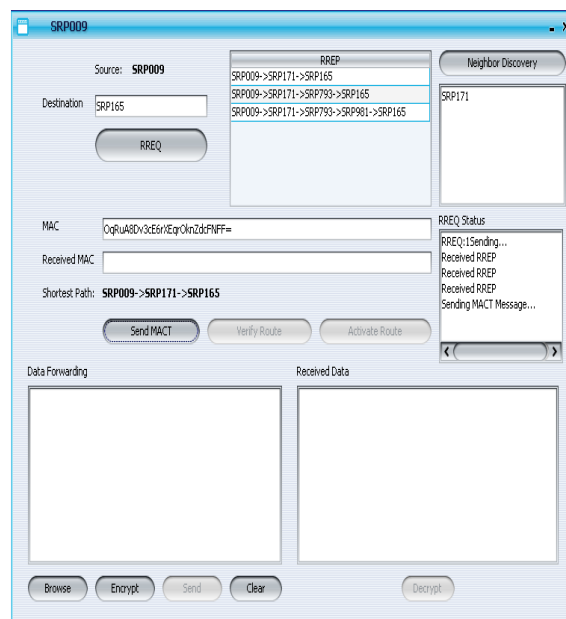 SRP009
Source: SRP009
Destination SRP165
RREQ
RREP
SRP009->SRP171->SRP165
SRP009->SRP171->SRP793->SRP165
SRP009->SRP171->SRP793->SRP981->SRP165
Neighbor Discovery
SRP171
MAC OqRuA8Dv3cE6rXEqrOknZdcFNFF=
Received MAC
Shortest Path: SRP009->SRP171->SRP165
Send MACT Verify Route Activate Route
RREQ Status
RREQ:1Sending...
Received RREP
Received RREP
Received RREP
Sending MACT Message...
Data Forwarding
Received Data
Browse Encrypt Send Clear Decrypt